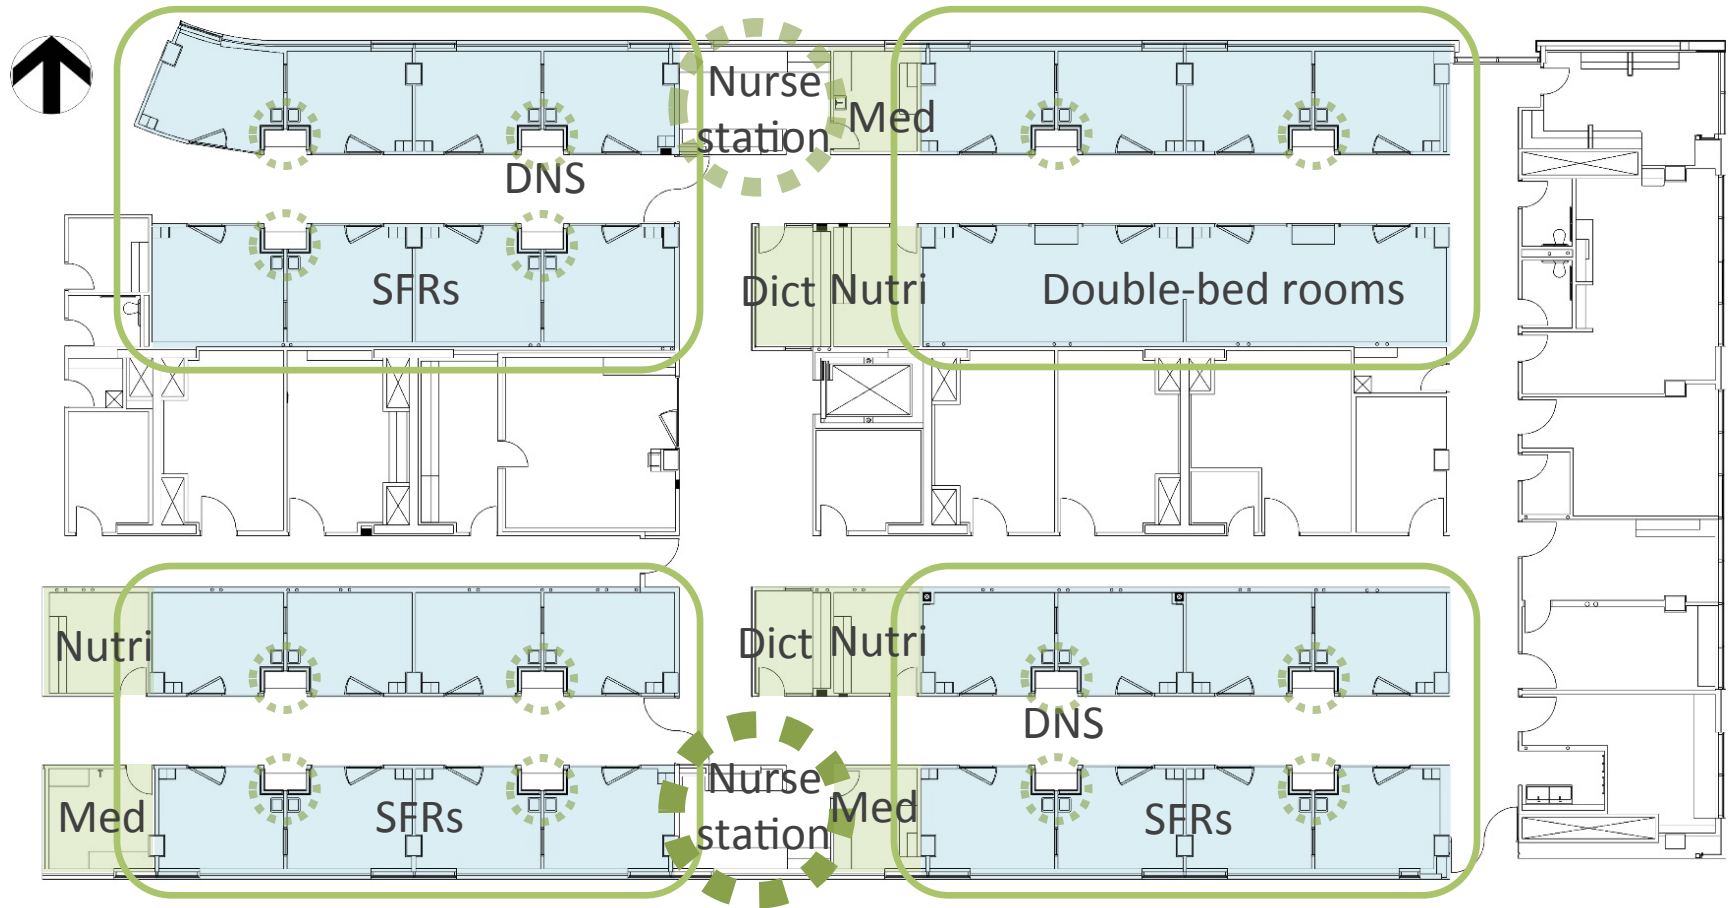 Nurse
station
Med
DNS
SFRs
Dict
Nutri
Double-bed rooms
Nutri
Dict
Nutri
DNS
Med
SFRs
Nurse
station
Med
SFRs